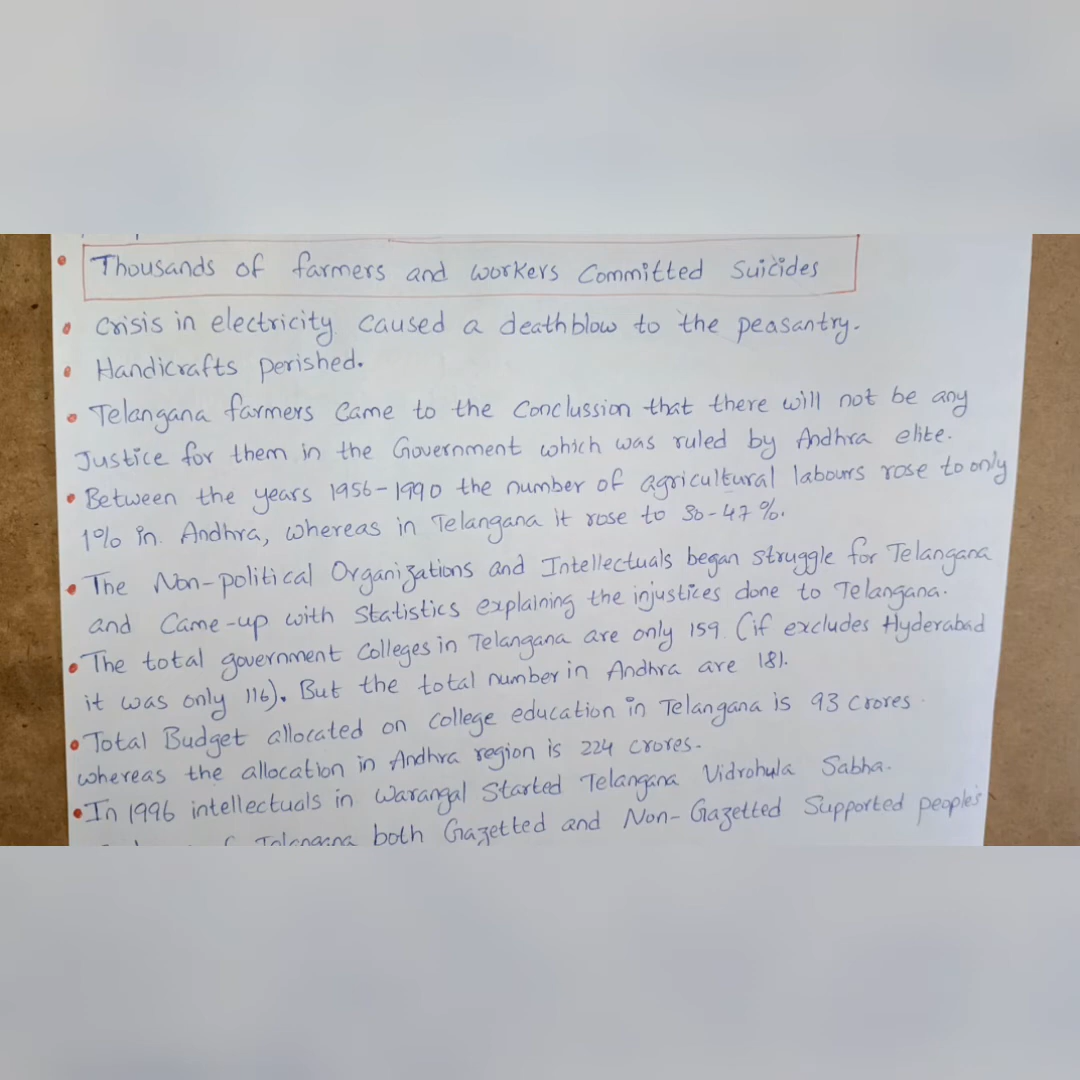 Thousands of farmers and workers Committed Suicides
Crisis in electricity caused a deathblow to the peasantry.
Handicrafts perished.
Telangana farmers Came to the Conclussion that there will not be any
Justice for them in the Government which was ruled by Andhra elite.
Between the years 1956-1990 the number of agricultural labours rose to only
1% in Andhra, whereas in Telangana it rose to 30-47%.
The Non-political Organizations and Intellectuals began struggle for Telangana
and Came-up with Statistics explaining the injustices done to Telangana.
The total government Colleges in Telangana are only 159. (if excludes Hyderabad
it was only 116). But the total number in Andhra are 181.
Total Budget allocated on college education in Telangana is 93 Crores.
whereas the allocation in Andhra region is 224 crores.
In 1996 intellectuals in Warangal Started Telangana Vidrohula Sabha.
Telangana both Gazetted and Non-Gazetted Supported people's